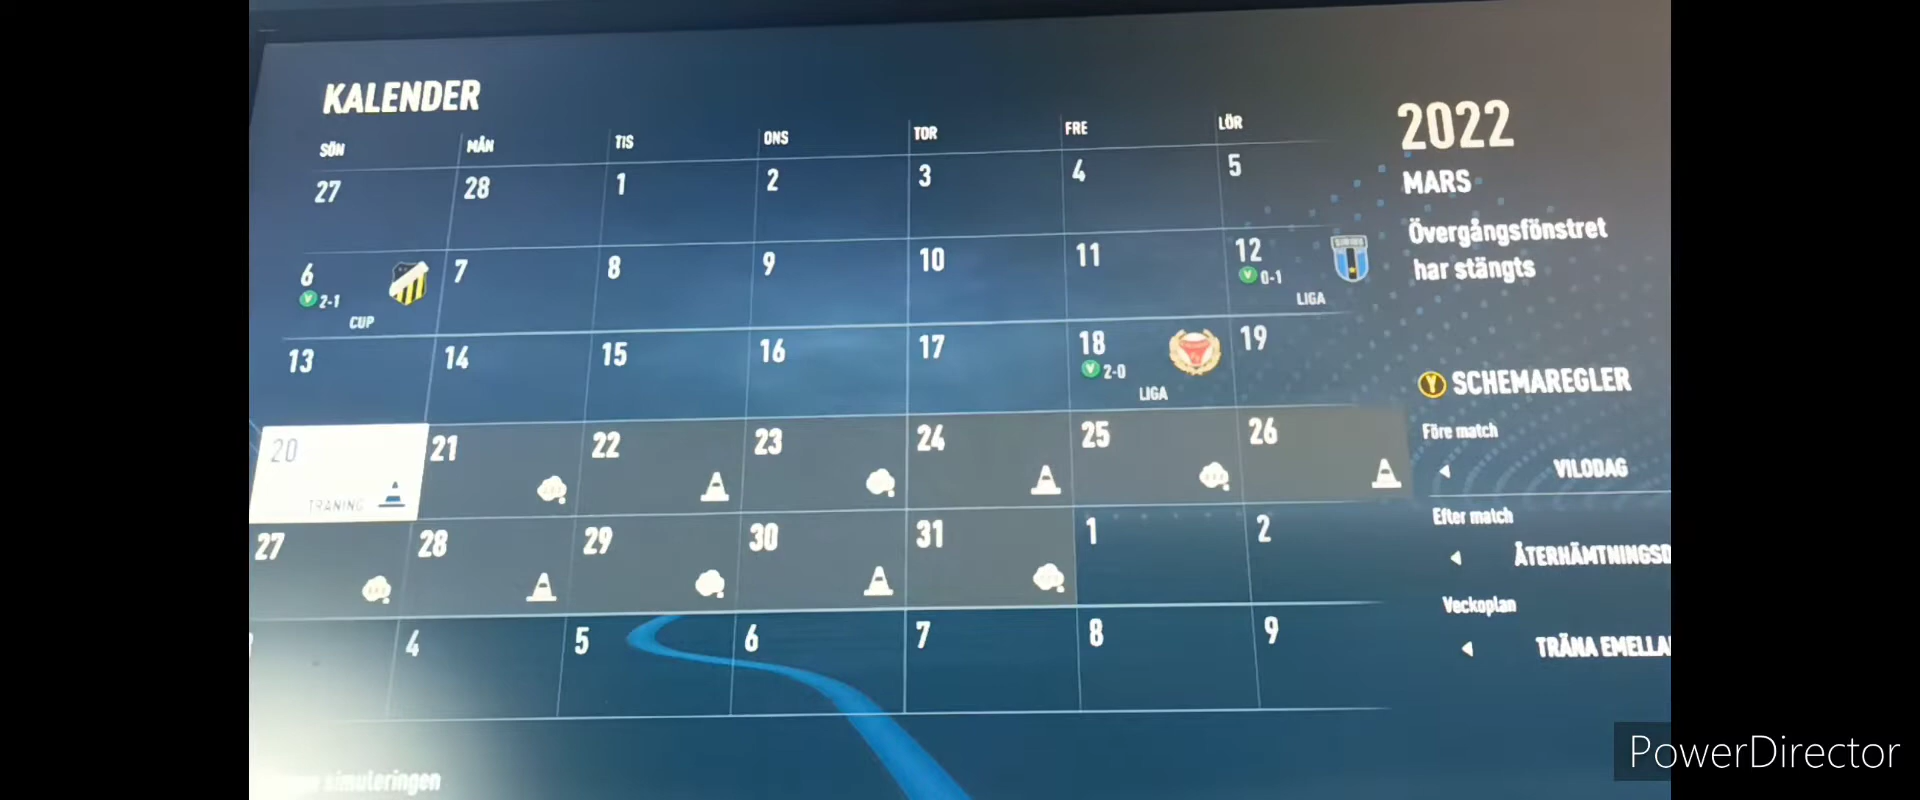 KALENDER
SÖN MÅN TIS ONS TOR FRE LÖR
27 28 1 2 3 4 5
6 7 8 9 10 11 12
V 2-1 V 0-1
CUP LIGA
13 14 15 16 17 18 19
V 2-0
LIGA
20 21 22 23 24 25 26
TRÄNING
27 28 29 30 31 1 2
4 5 6 7 8 9
simuleringen
2022
MARS
Övergångsfönstret
har stängts
Y SCHEMAREGLER
Före match
VILODAG
Efter match
ÅTERHÄMTNINGSD
Veckoplan
TRÄNA EMELLA
PowerDirector